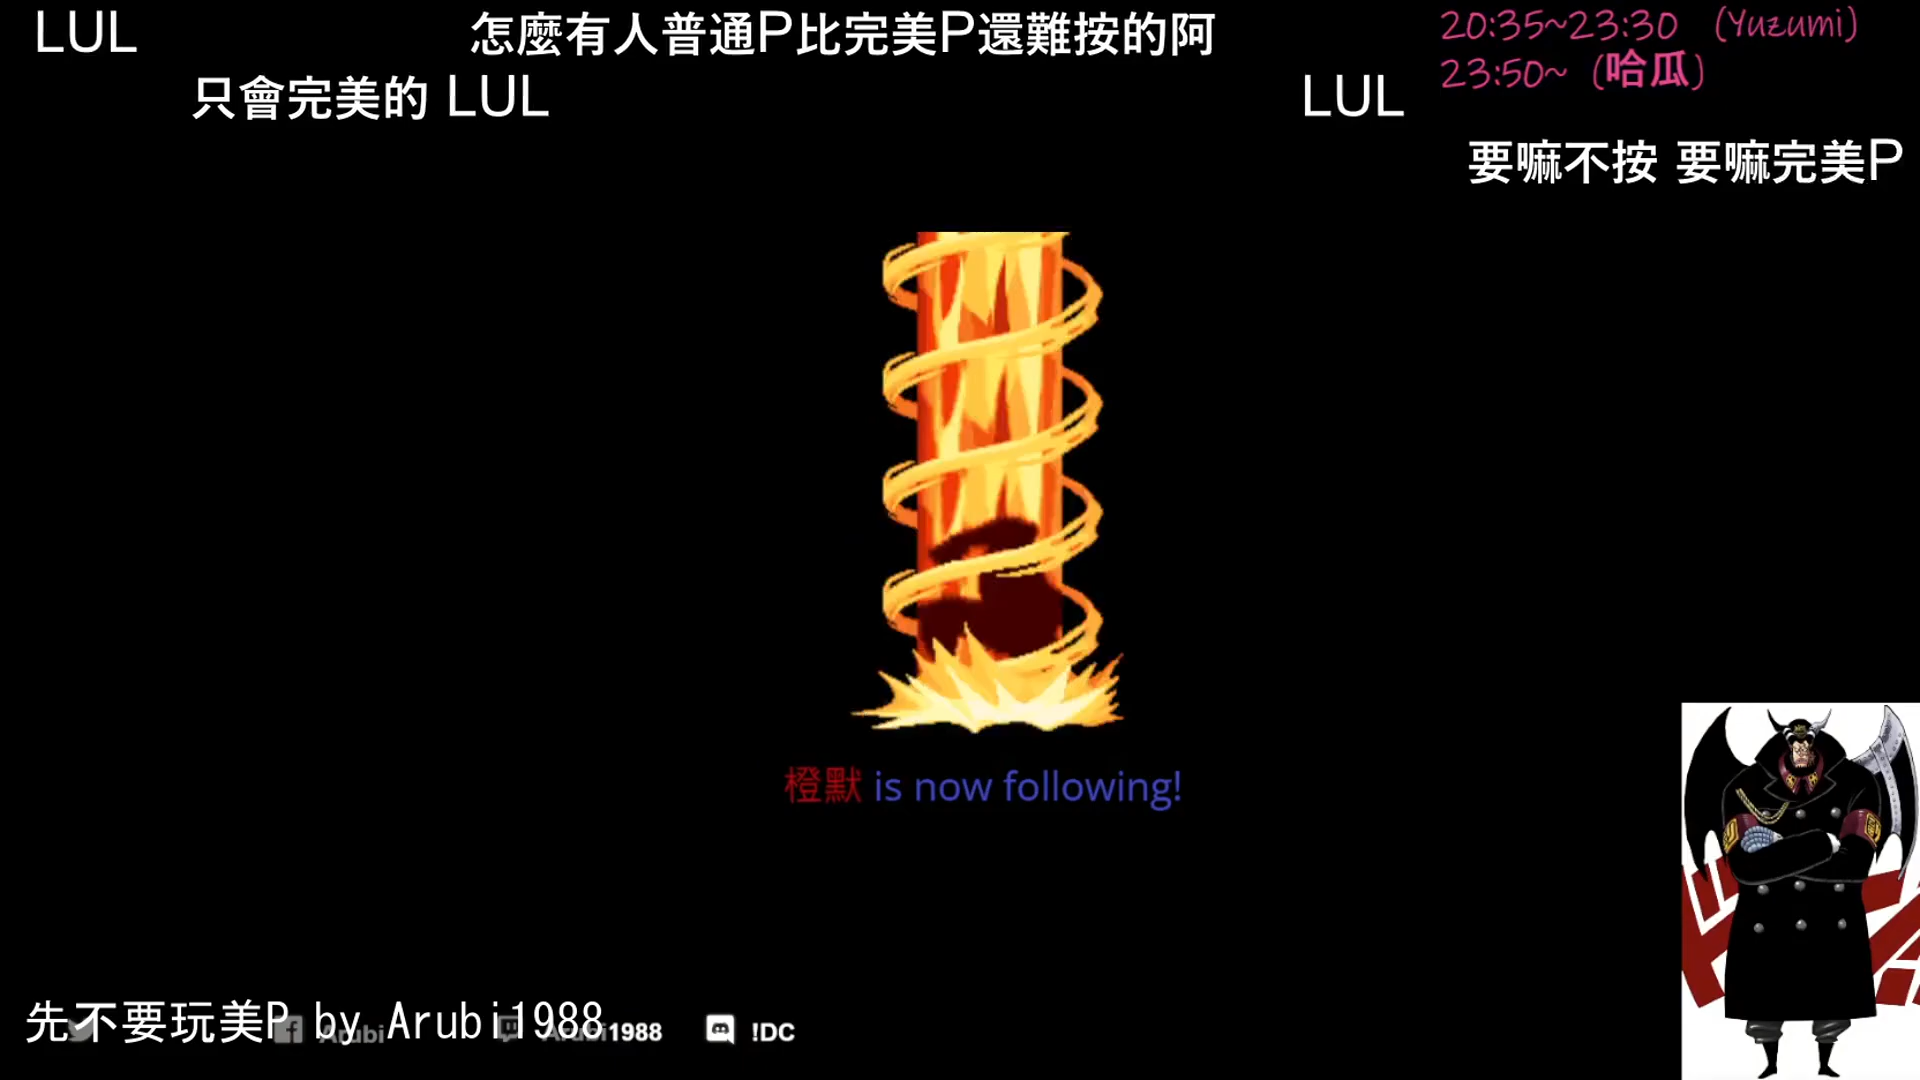 LUL
怎麼有人普通P比完美P還難按的阿
20:35~23:30 (Yuzumi)
23:50~ (哈瓜)
只會完美的 LUL
LUL
要嘛不按 要嘛完美P
橙默 is now following!
先不要玩美P by Arubi1988
Arubi
Arubi1988
!DC